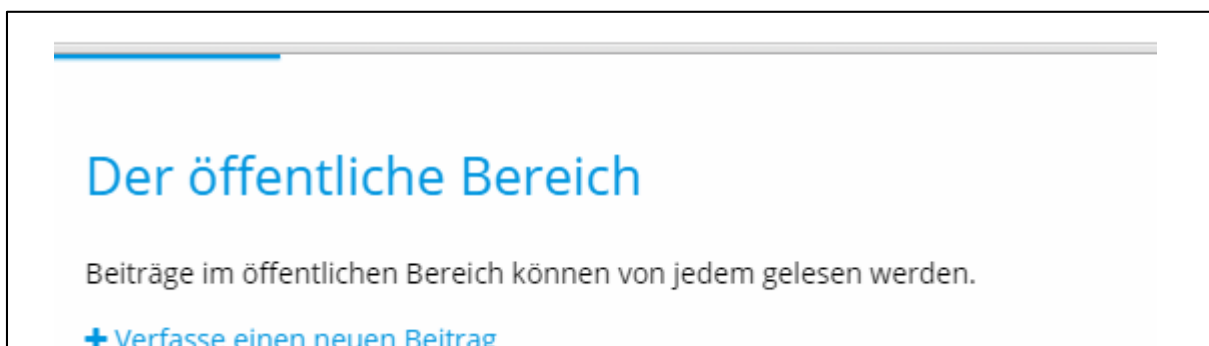 Der öffentliche Bereich
Beiträge im öffentlichen Bereich können von jedem gelesen werden.
+ Verfasse einen neuen Beitrag